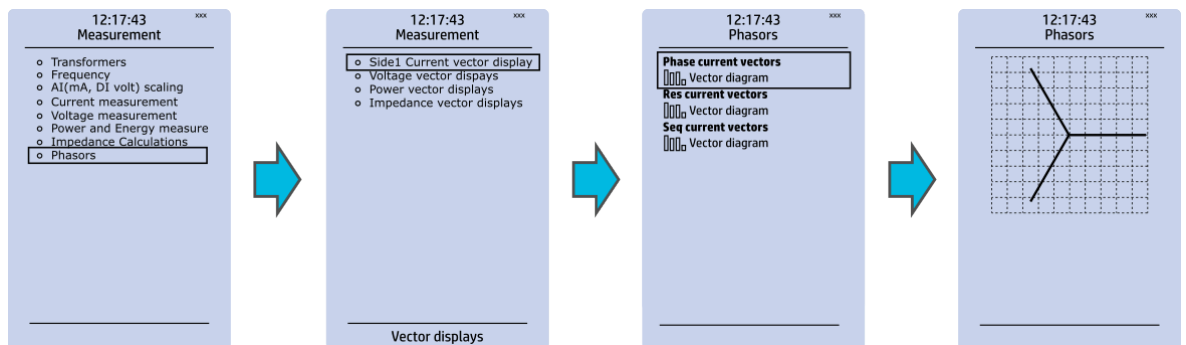 12:17:43 xxx
Measurement
Transformers
Frequency
AI(mA, DI volt) scaling
Current measurement
Voltage measurement
Power and Energy measure
Impedance Calculations
Phasors
12:17:43 xxx
Measurement
Side1 Current vector display
Voltage vector dispays
Power vector displays
Impedance vector displays
Vector displays
12:17:43 xxx
Phasors
Phase current vectors
Vector diagram
Res current vectors
Vector diagram
Seq current vectors
Vector diagram
12:17:43 xxx
Phasors